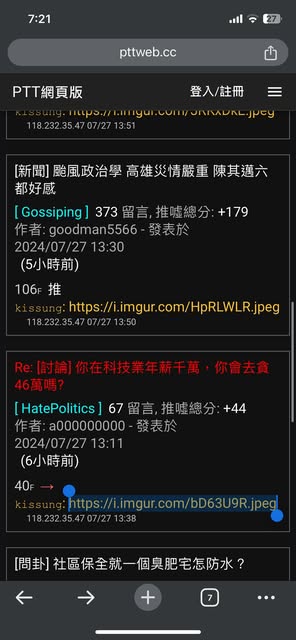 7:21
27
pttweb.cc
PTT網頁版
登入/註冊
kissung: https://i.imgur.com/JRRxDkE.jpeg
118.232.35.47 07/27 13:51
[新聞] 颱風政治學 高雄災情嚴重 陳其邁六
都好感
[ Gossiping ] 373 留言, 推噓總分: +179
作者: goodman5566 - 發表於
2024/07/27 13:30
(5小時前)
106F 推
kissung: https://i.imgur.com/HpRLWLR.jpeg
118.232.35.47 07/27 13:50
Re: [討論] 你在科技業年薪千萬，你會去貪
46萬嗎?
[ HatePolitics ] 67 留言, 推噓總分: +44
作者: a000000000 - 發表於
2024/07/27 13:11
(6小時前)
40F →
kissung: https://i.imgur.com/bD63U9R.jpeg
118.232.35.47 07/27 13:38
[問卦] 社區保全就一個臭肥宅怎防水？
7